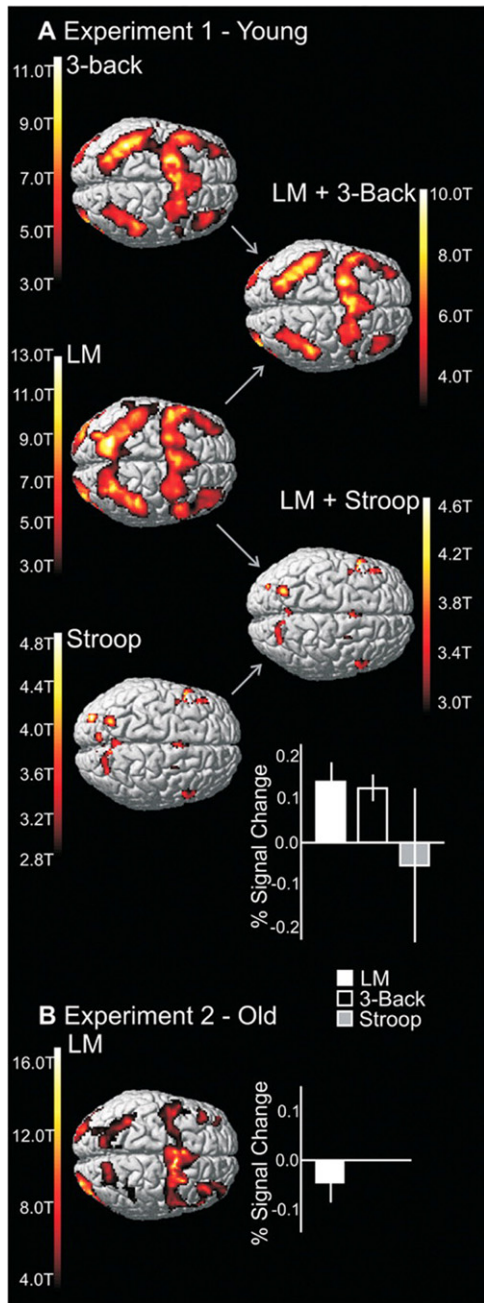 A Experiment 1 - Young
3-back
11.0T
9.0T
7.0T
5.0T
3.0T
LM + 3-Back
10.0T
8.0T
6.0T
4.0T
LM
13.0T
11.0T
9.0T
7.0T
5.0T
3.0T
LM + Stroop
4.6T
4.2T
3.8T
3.4T
3.0T
Stroop
4.8T
4.4T
4.0T
3.6T
3.2T
2.8T
% Signal Change
0.2
0.1
0.0
-0.1
-0.2
LM
3-Back
Stroop
B Experiment 2 - Old
LM
16.0T
12.0T
8.0T
4.0T
% Signal Change
0.1
0.0
-0.1